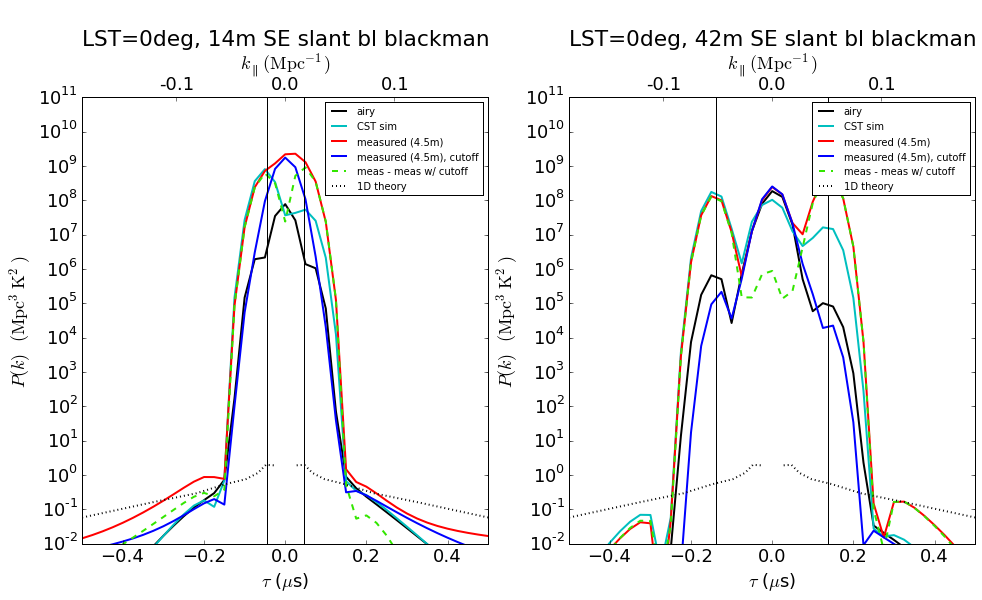 LST=0deg, 14m SE slant bl blackman
k∥ (Mpc⁻¹)
-0.1 0.0 0.1
10¹¹
10¹⁰
10⁹
10⁸
10⁷
10⁶
10⁵
10⁴
10³
10²
10¹
10⁰
10⁻¹
10⁻²
P(k) (Mpc³ K²)
airy
CST sim
measured (4.5m)
measured (4.5m), cutoff
meas - meas w/ cutoff
1D theory
−0.4 −0.2 0.0 0.2 0.4
τ (μs)
LST=0deg, 42m SE slant bl blackman
k∥ (Mpc⁻¹)
-0.1 0.0 0.1
10¹¹
10¹⁰
10⁹
10⁸
10⁷
10⁶
10⁵
10⁴
10³
10²
10¹
10⁰
10⁻¹
10⁻²
P(k) (Mpc³ K²)
airy
CST sim
measured (4.5m)
measured (4.5m), cutoff
meas - meas w/ cutoff
1D theory
−0.4 −0.2 0.0 0.2 0.4
τ (μs)